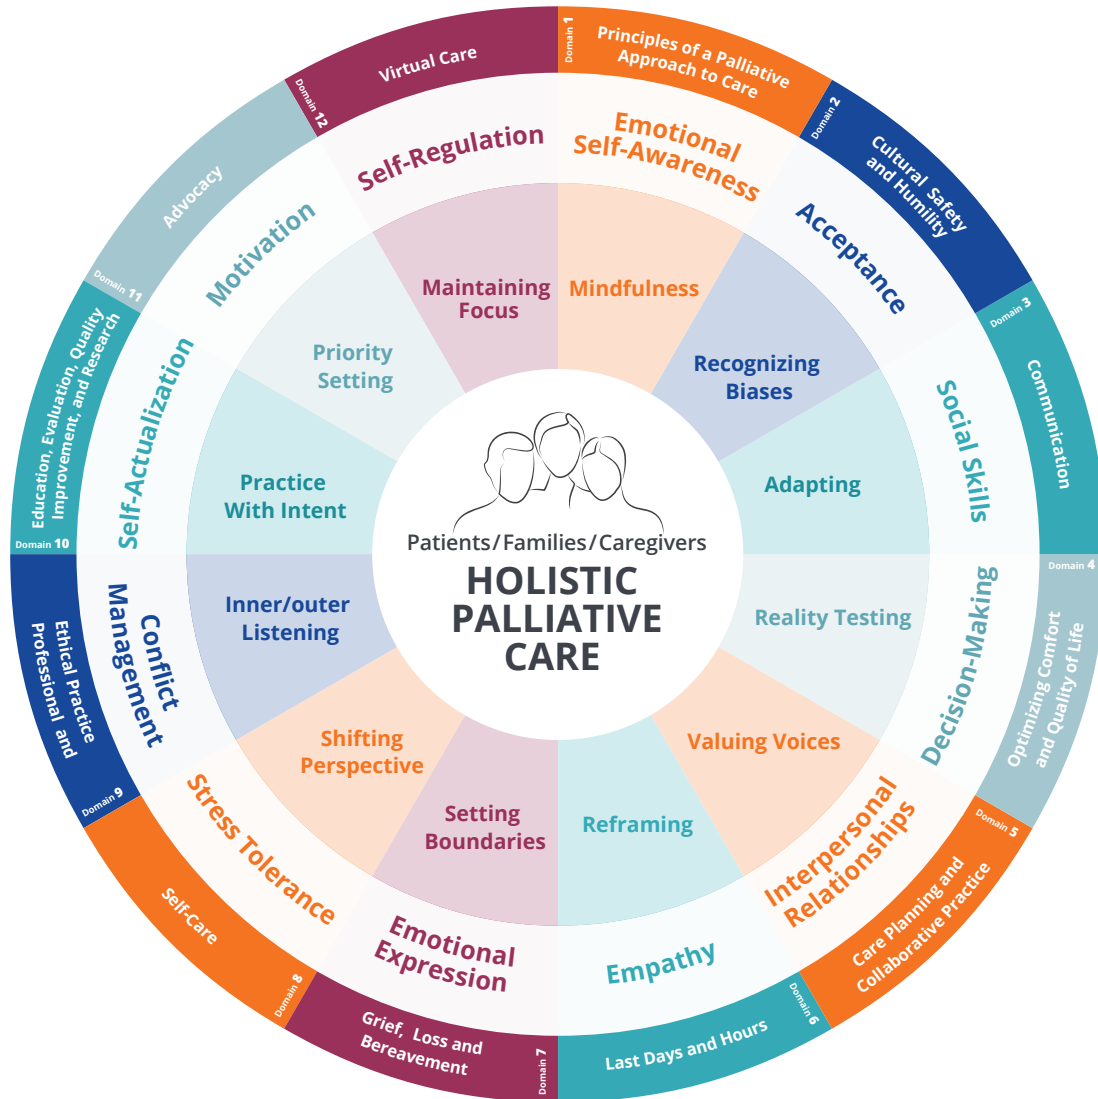 Domain 1
Principles of a Palliative
Approach to Care
Emotional
Self-Awareness
Mindfulness
Domain 2
Cultural Safety
and Humility
Acceptance
Recognizing
Biases
Domain 3
Communication
Social Skills
Adapting
Domain 4
Optimizing Comfort
and Quality of Life
Decision-Making
Reality Testing
Domain 5
Care Planning and
Collaborative Practice
Interpersonal
Relationships
Valuing Voices
Domain 6
Last Days and Hours
Empathy
Reframing
Domain 7
Grief, Loss and
Bereavement
Emotional
Expression
Setting
Boundaries
Domain 8
Self-Care
Stress Tolerance
Shifting
Perspective
Domain 9
Professional and
Ethical Practice
Conflict
Management
Inner/outer
Listening
Domain 10
Education, Evaluation, Quality
Improvement, and Research
Self-Actualization
Practice
With Intent
Domain 11
Advocacy
Motivation
Priority
Setting
Domain 12
Virtual Care
Self-Regulation
Maintaining
Focus
Patients/Families/Caregivers
HOLISTIC
PALLIATIVE
CARE